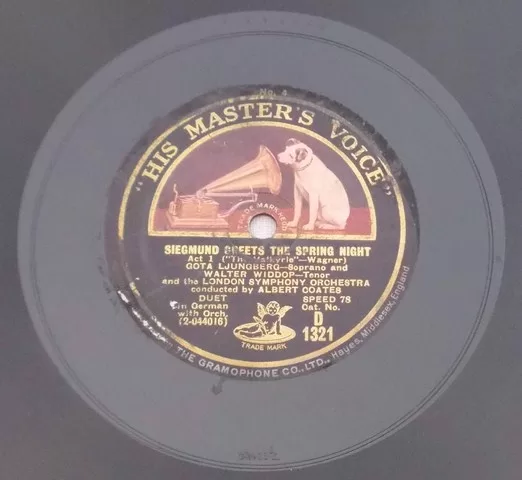 No. 4
"HIS MASTER'S VOICE"
TRADE MARK
SIEGMUND GREETS THE SPRING NIGHT
Act 1 ("The Valkyrie"—Wagner)
GOTA LJUNGBERG—Soprano and
WALTER WIDDOP—Tenor
and the LONDON SYMPHONY ORCHESTRA
conducted by ALBERT COATES
DUET
SPEED 78
in German
Cat. No.
with Orch.
D
(2-044016)
1321
TRADE MARK
THE GRAMOPHONE CO., LTD., Hayes, Middlesex, England